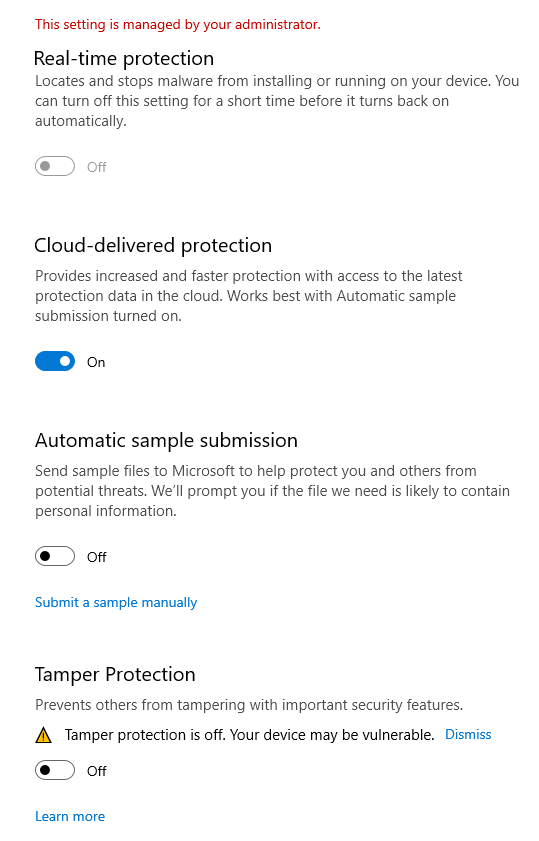 This setting is managed by your administrator.
Real-time protection
Locates and stops malware from installing or running on your device. You
can turn off this setting for a short time before it turns back on
automatically.
Off
Cloud-delivered protection
Provides increased and faster protection with access to the latest
protection data in the cloud. Works best with Automatic sample
submission turned on.
On
Automatic sample submission
Send sample files to Microsoft to help protect you and others from
potential threats. We’ll prompt you if the file we need is likely to contain
personal information.
Off
Submit a sample manually
Tamper Protection
Prevents others from tampering with important security features.
Tamper protection is off. Your device may be vulnerable. Dismiss
Off
Learn more